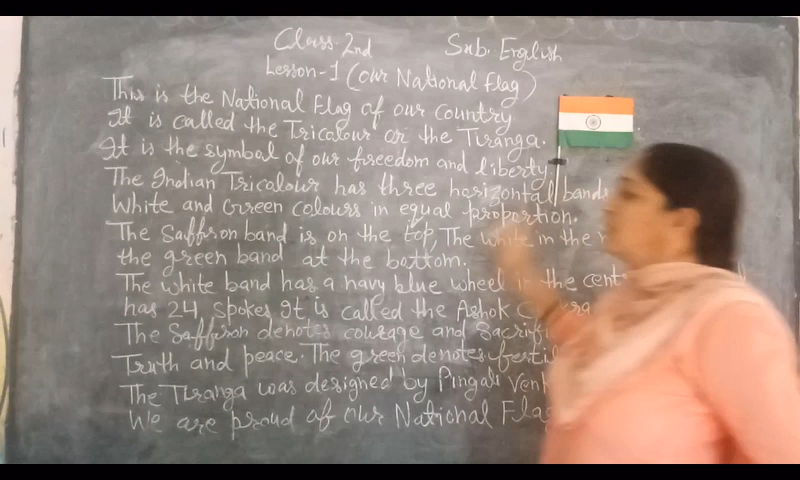 Class 2nd Sub. English
Lesson-1 (our National flag)
This is the National Flag of our country
It is called the Tricolour or the Tiranga.
It is the symbol of our freedom and liberty
The Indian Tricolour has three horizontal bands
White and Green colours in equal proportion.
The Saffron band is on the top, The white in the
the green band at the bottom.
The white band has a navy blue wheel in the
has 24, spokes It is called the Ashok
The Saffron denotes courage and
Truth and peace. The green denotes
The Tiranga was designed by Pingali
We are proud of our National Flag